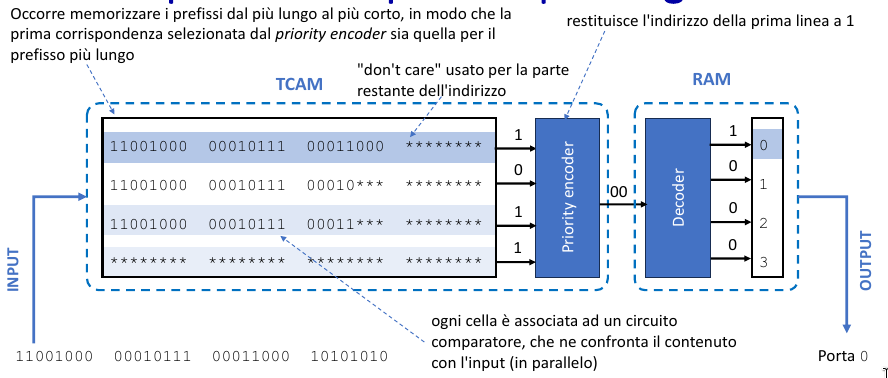 Occorre memorizzare i prefissi dal più lungo al più corto, in modo che la
prima corrispondenza selezionata dal priority encoder sia quella per il
prefisso più lungo
restituisce l'indirizzo della prima linea a 1
"don't care" usato per la parte
restante dell'indirizzo
TCAM
RAM
11001000 00010111 00011000 ********
11001000 00010111 00010*** ********
11001000 00010111 00011*** ********
******** ******** ******** ********
1
0
1
1
Priority encoder
00
Decoder
1
0
0
0
0
1
2
3
INPUT
OUTPUT
ogni cella è associata ad un circuito
comparatore, che ne confronta il contenuto
con l'input (in parallelo)
11001000 00010111 00011000 10101010
Porta 0